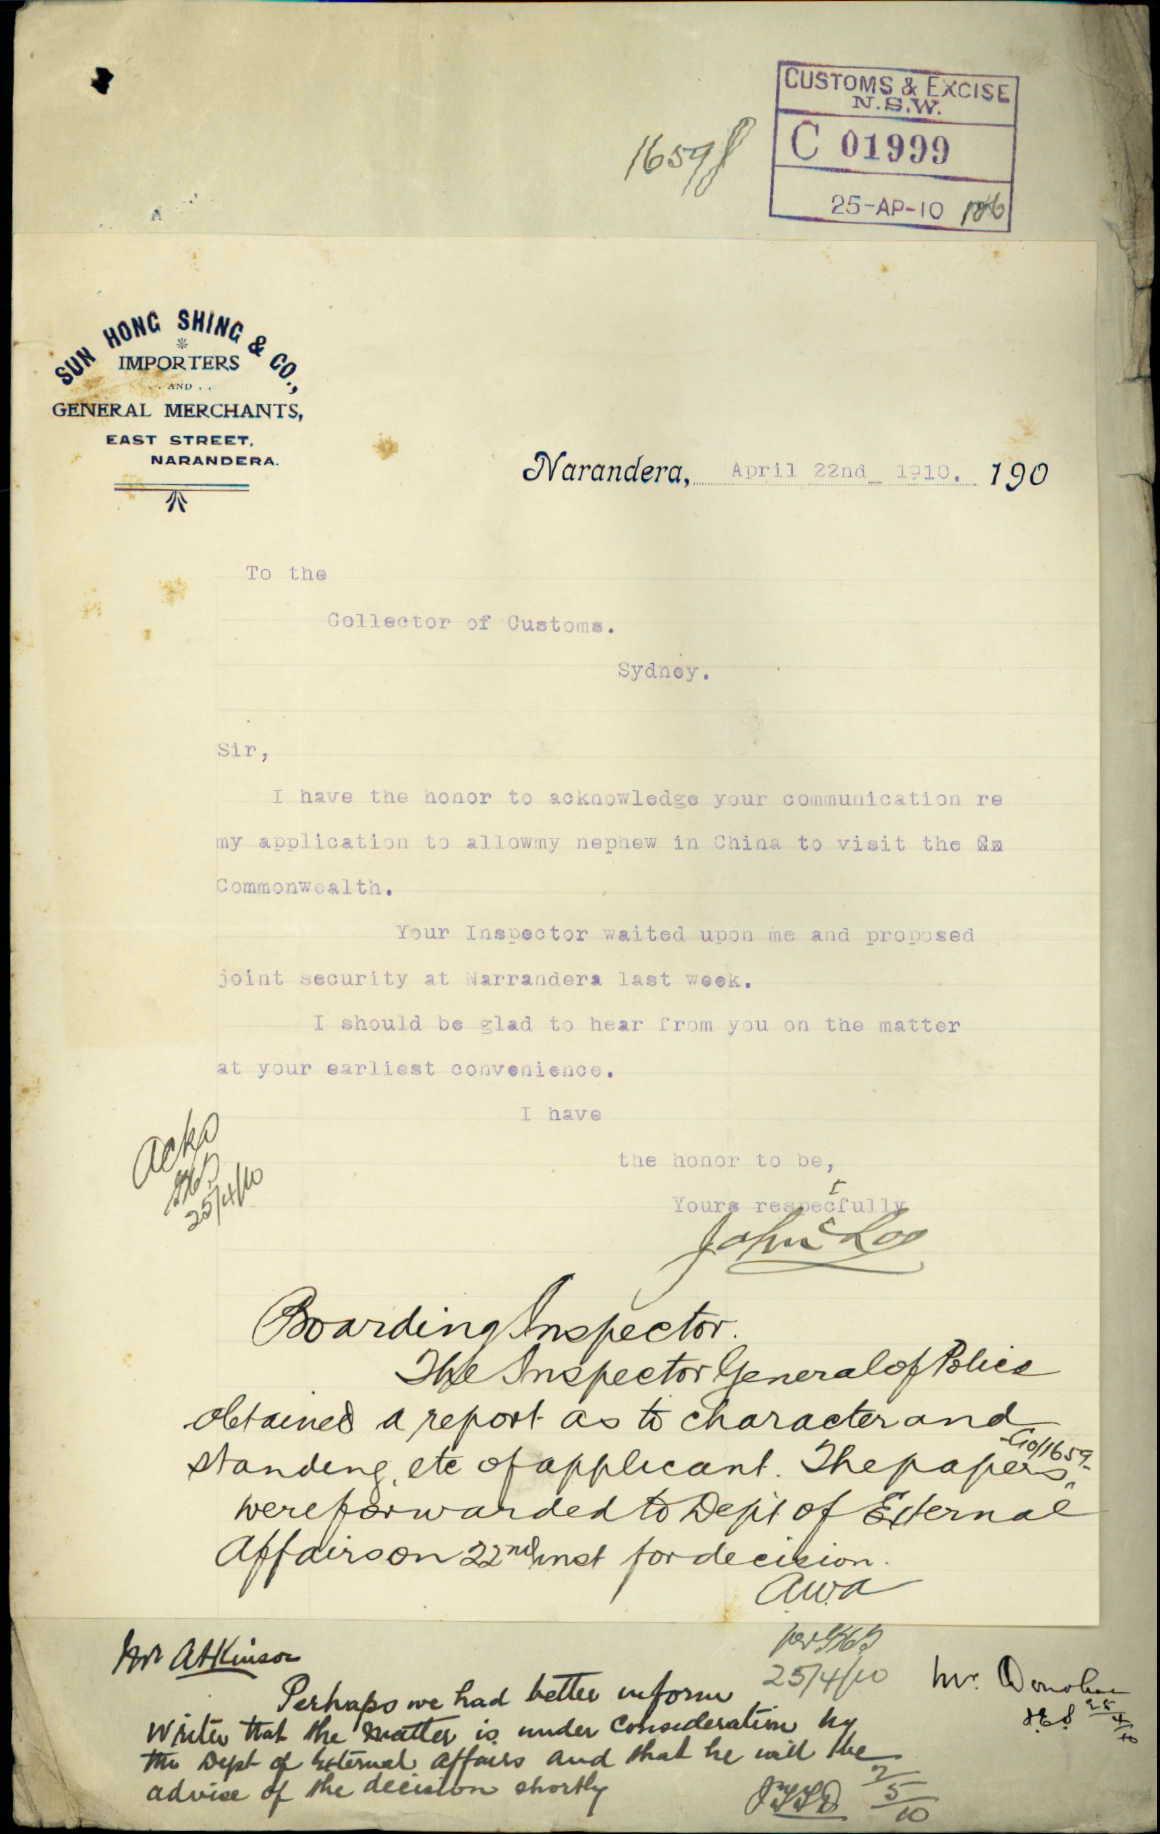 CUSTOMS & EXCISE
N.S.W.
C 01999
25-AP-10
1659
SUN HONG SHING & CO.,
IMPORTERS
.. AND ..
GENERAL MERCHANTS,
EAST STREET,
NARANDERA.
Narandera, April 22nd_ 1910. 190
To the
Collector of Customs.
Sydney.
Sir,
I have the honor to acknowledge your communication re
my application to allowmy nephew in China to visit the
Commonwealth.
Your Inspector waited upon me and proposed
joint security at Narrandera last week.
I should be glad to hear from you on the matter
at your earliest convenience.
I have
the honor to be,
Yours respectfully
John
Ackd
25/4/10
Boarding Inspector.
The Inspector General of Police
obtained a report as to character and
standing, etc of applicant. The papers
G10/1659
were forwarded to Dept of External
Affairs on 22nd inst for decision.
A.W.A
25/4/10
Mr Atkinson
Perhaps we had better inform
writer that the matter is under consideration by
the Dept of External Affairs and that he will be
advise of the decision shortly
2/5/10
Mr. Donohoe
25/4/10